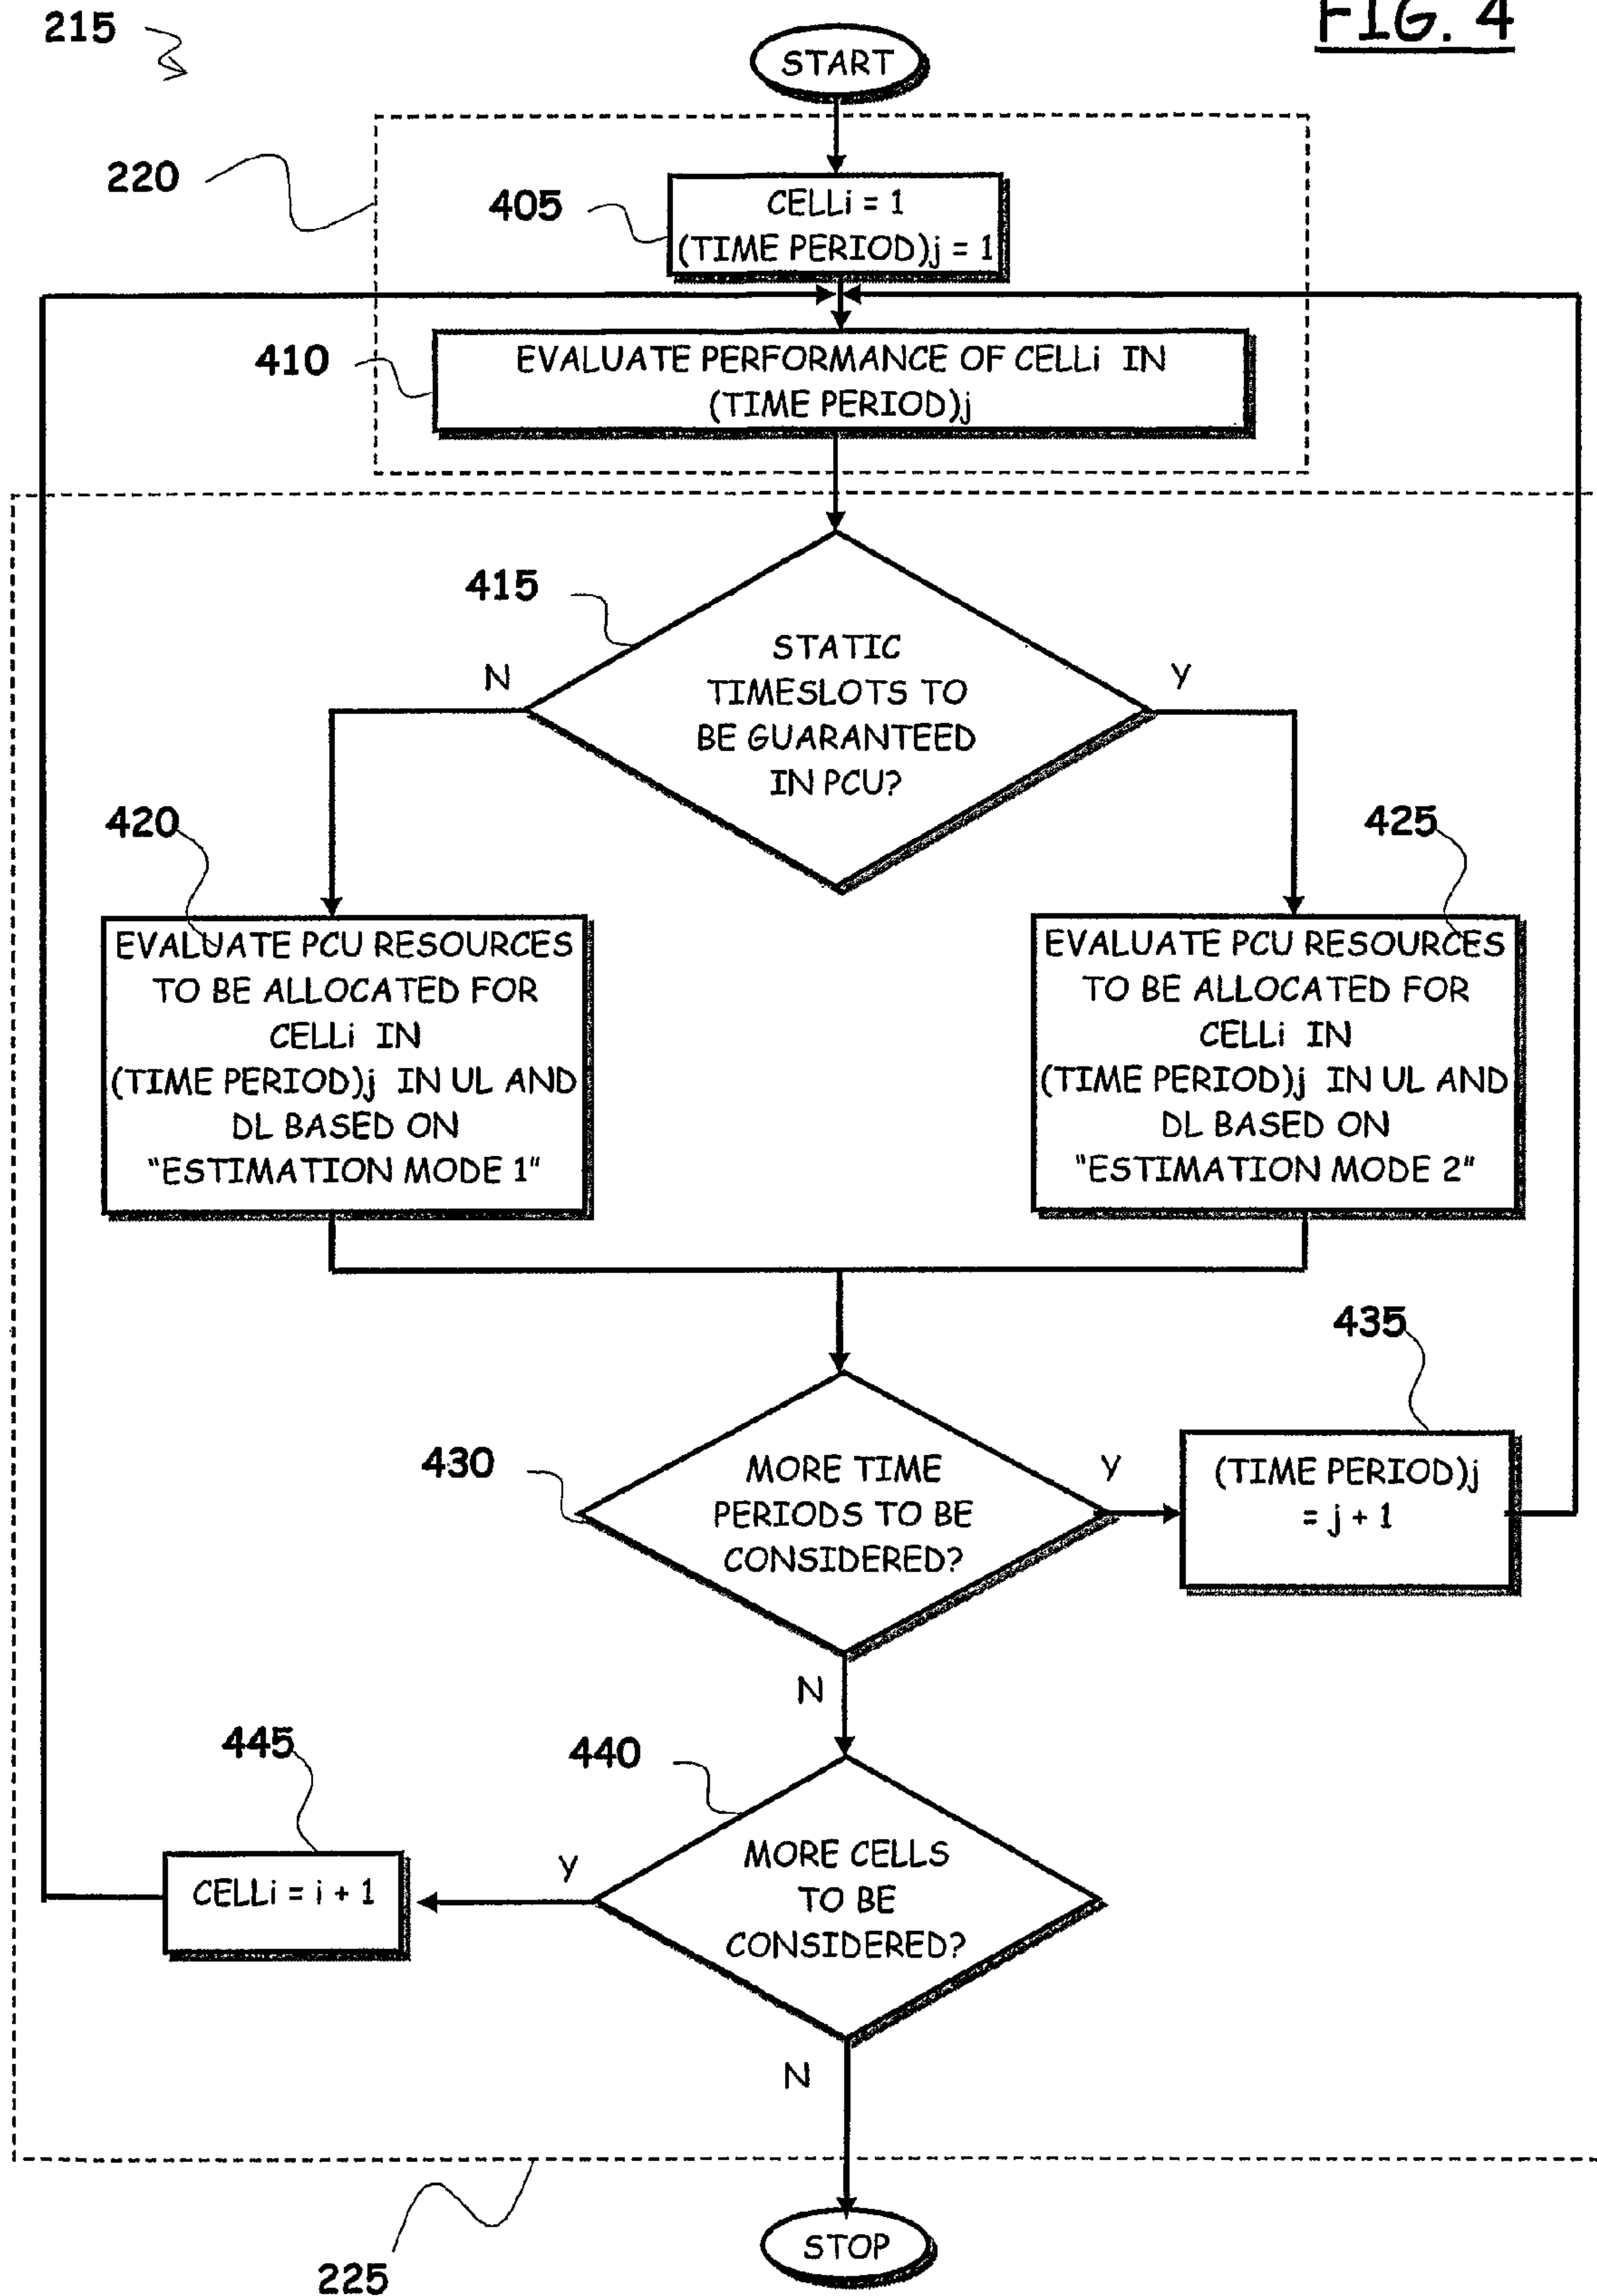 FIG. 4
215
START
220
405
CELLi = 1
(TIME PERIOD)j = 1
410
EVALUATE PERFORMANCE OF CELLi IN
(TIME PERIOD)j
415
STATIC
TIMESLOTS TO
BE GUARANTEED
IN PCU?
N
Y
420
425
EVALUATE PCU RESOURCES
TO BE ALLOCATED FOR
CELLi IN
(TIME PERIOD)j IN UL AND
DL BASED ON
"ESTIMATION MODE 1"
EVALUATE PCU RESOURCES
TO BE ALLOCATED FOR
CELLi IN
(TIME PERIOD)j IN UL AND
DL BASED ON
"ESTIMATION MODE 2"
430
MORE TIME
PERIODS TO BE
CONSIDERED?
Y
435
(TIME PERIOD)j
= j + 1
N
445
440
CELLi = i + 1
Y
MORE CELLS
TO BE
CONSIDERED?
N
225
STOP